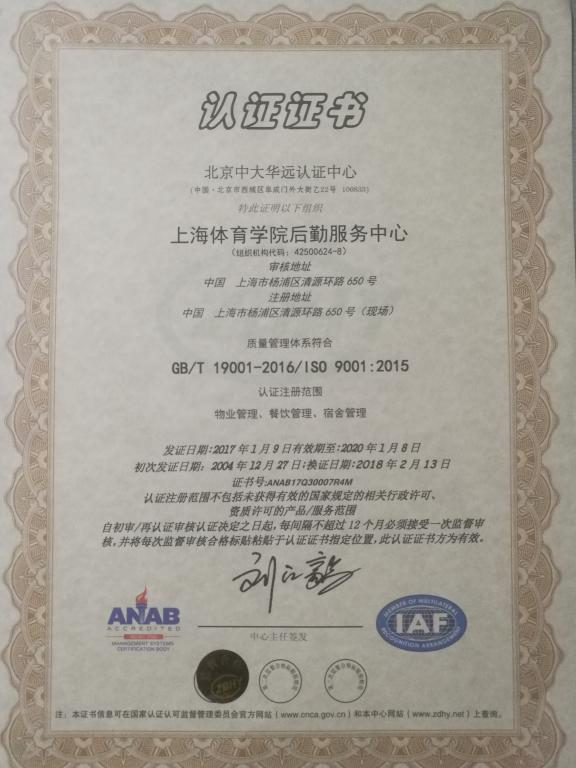 认证证书
北京中大华远认证中心
(中国·北京市西城区阜成门外大街乙22号 100833)
特此证明以下组织
上海体育学院后勤服务中心
(组织机构代码：42500624-8)
审核地址
中国 上海市杨浦区清源环路 650 号
注册地址
中国 上海市杨浦区清源环路 650 号（现场）
质量管理体系符合
GB/T 19001-2016/ISO 9001:2015
认证注册范围
物业管理、餐饮管理、宿舍管理
发证日期:2017 年 1 月 9 日有效期至:2020 年 1 月 8 日
初次发证日期: 2004 年 12 月 27 日;换证日期:2018 年 2 月 13 日
证书号:ANAB17Q30007R4M
认证注册范围不包括未获得有效的国家规定的相关行政许可、
资质许可的产品/服务范围
自初审/再认证审核认证决定之日起，每间隔不超过 12 个月必须接受一次监督审
核,并将每次监督审核合格标贴粘贴于认证证书指定位置，此认证证书方为有效。
ANAB
ACCREDITED
MANAGEMENT SYSTEMS
CERTIFICATION BODY
中心主任签发
MEMBER OF MULTILATERAL
IAF
RECOGNITION ARRANGEMENT
ZDHY
注：本证书信息可在国家认证认可监督管理委员会官方网站（www.cnca.gov.cn）和本中心网站（www.zdhy.net）上查询。